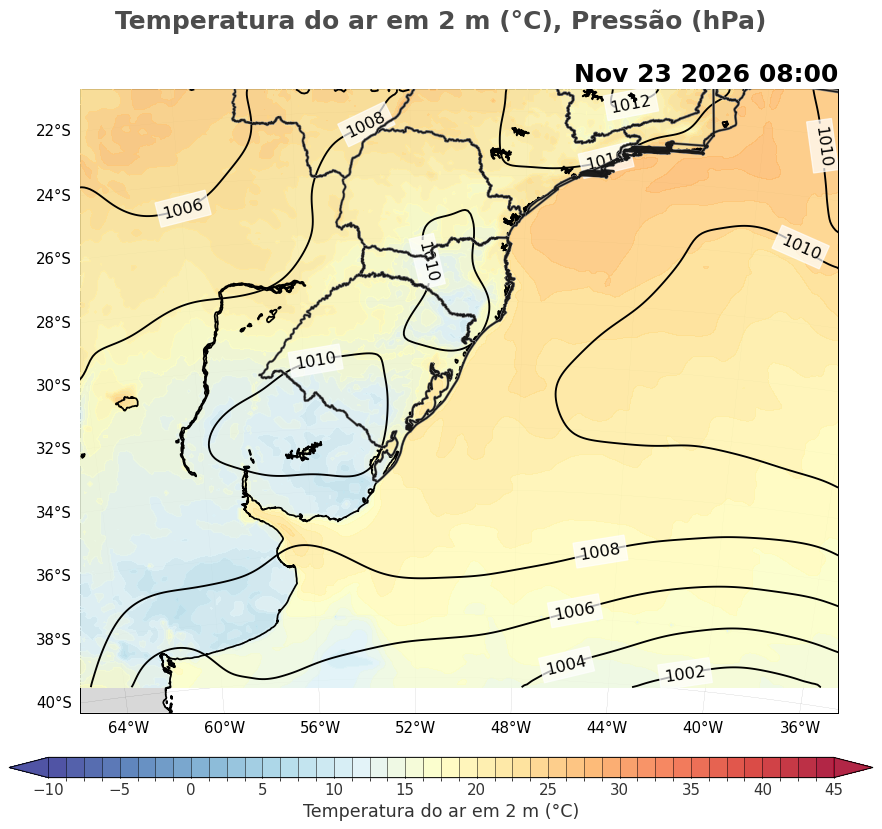 Temperatura do ar em 2 m (°C), Pressão (hPa)
Nov 23 2026 08:00
1012
1008
1010
22°S
24°S
1006
1010
26°S
1010
28°S
1010
30°S
32°S
34°S
1008
36°S
1006
38°S
1004
1002
40°S
64°W 60°W 56°W 52°W 48°W 44°W 40°W 36°W
−10 −5 0 5 10 15 20 25 30 35 40 45
Temperatura do ar em 2 m (°C)